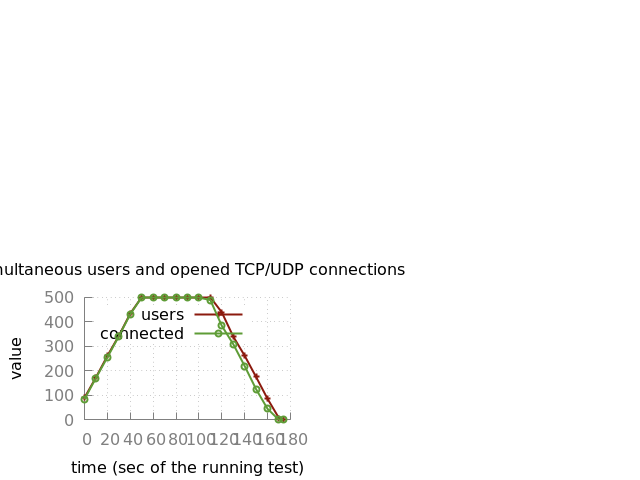 multaneous users and opened TCP/UDP connections
500
users
400
connected
300
value
200
100
0
0 20 40 60 80 100 120 140 160 180
time (sec of the running test)